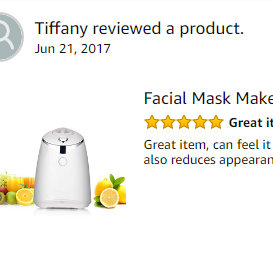 Tiffany reviewed a product.
Jun 21, 2017
Facial Mask Make
Great it
Great item, can feel it
also reduces appearan